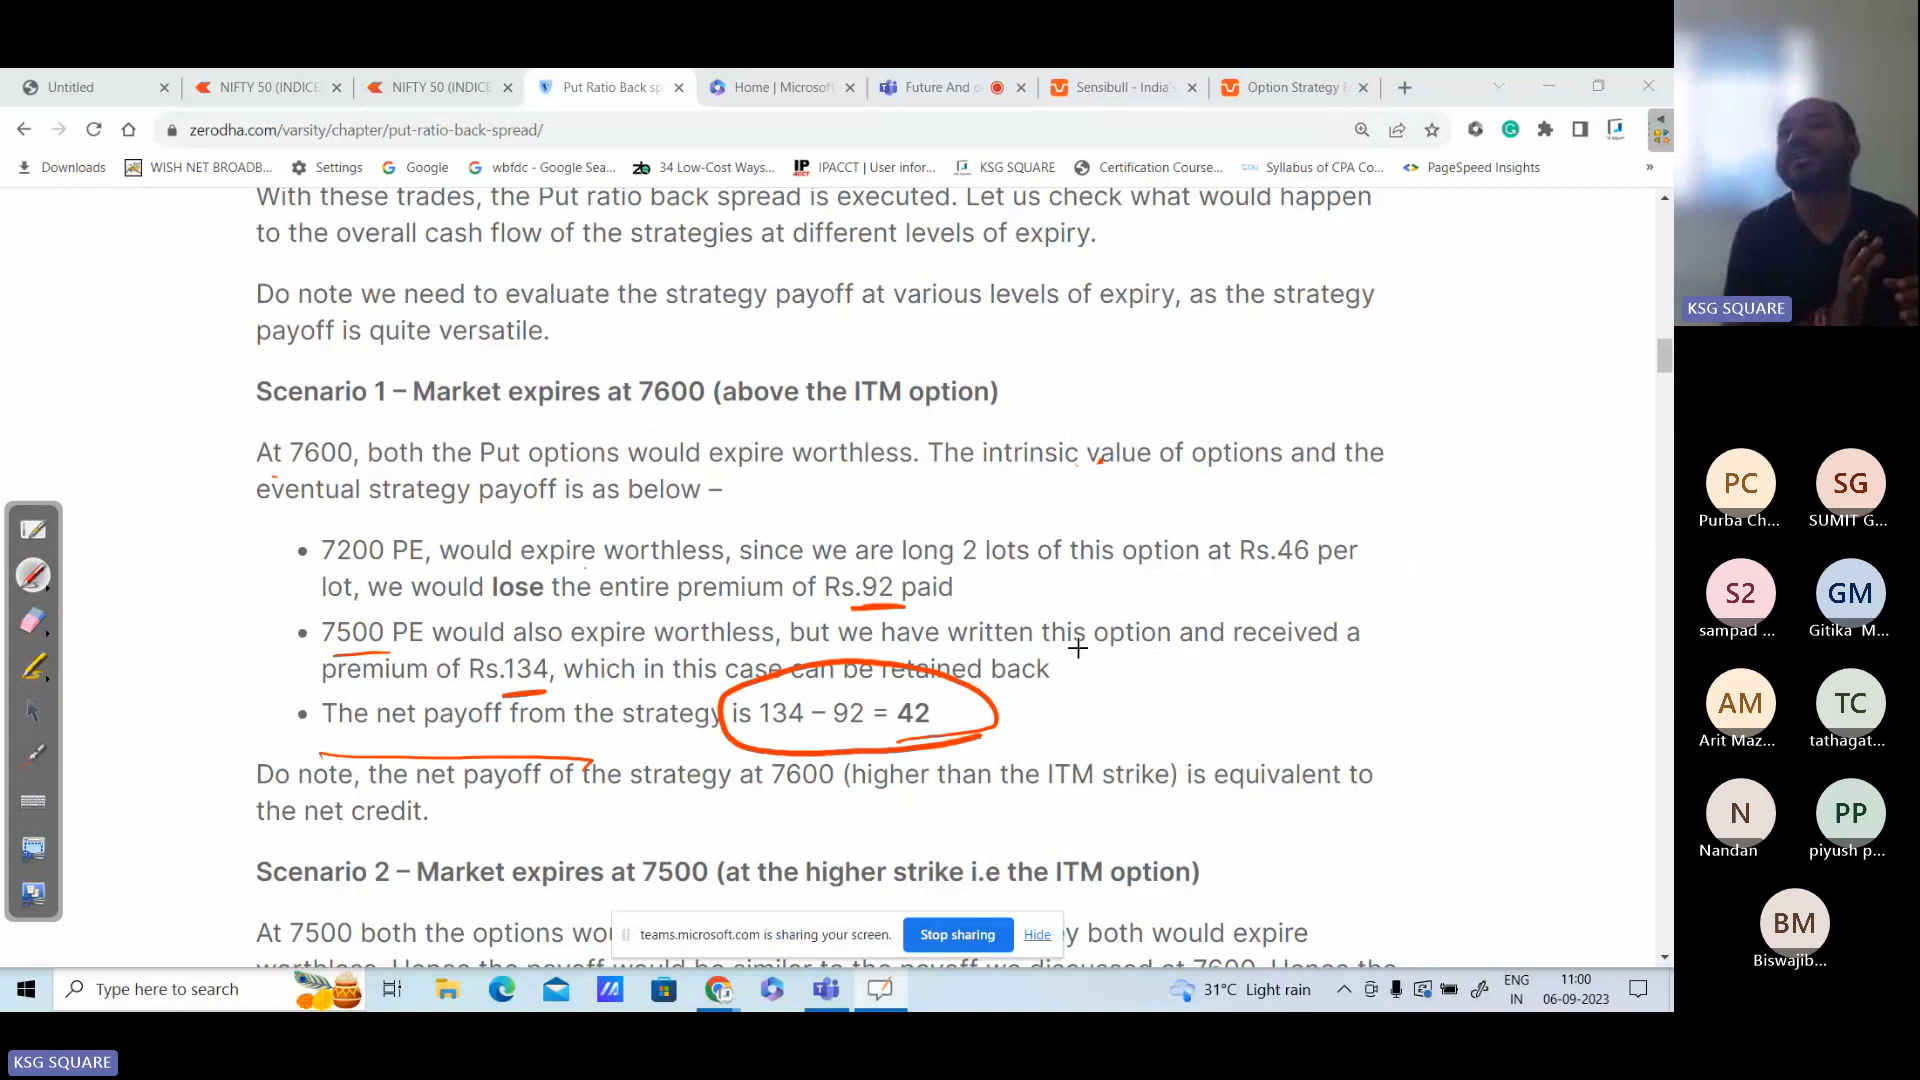 Untitled
NIFTY 50 (INDICE
NIFTY 50 (INDICE
Put Ratio Back sp
Home | Microsoft
Future And o
Sensibull - India's
Option Strategy B
zerodha.com/varsity/chapter/put-ratio-back-spread/
Downloads
WISH NET BROADB...
Settings
Google
wbfdc - Google Sea...
34 Low-Cost Ways...
IPACCT | User infor...
KSG SQUARE
Certification Course...
Syllabus of CPA Co...
PageSpeed Insights
»
With these trades, the Put ratio back spread is executed. Let us check what would happen
to the overall cash flow of the strategies at different levels of expiry.
Do note we need to evaluate the strategy payoff at various levels of expiry, as the strategy
payoff is quite versatile.
Scenario 1 – Market expires at 7600 (above the ITM option)
At 7600, both the Put options would expire worthless. The intrinsic value of options and the
eventual strategy payoff is as below –
• 7200 PE, would expire worthless, since we are long 2 lots of this option at Rs.46 per
lot, we would lose the entire premium of Rs.92 paid
• 7500 PE would also expire worthless, but we have written this option and received a
premium of Rs.134, which in this case can be retained back
• The net payoff from the strategy is 134 – 92 = 42
Do note, the net payoff of the strategy at 7600 (higher than the ITM strike) is equivalent to
the net credit.
Scenario 2 – Market expires at 7500 (at the higher strike i.e the ITM option)
At 7500 both the options wou
y both would expire
teams.microsoft.com is sharing your screen.
Stop sharing
Hide
Type here to search
31°C Light rain
ENG
IN
11:00
06-09-2023
KSG SQUARE
PC
Purba Ch...
SG
SUMIT G...
S2
sampad ...
GM
Gitika M...
AM
Arit Maz...
TC
tathagat...
N
Nandan
PP
piyush p...
BM
Biswajib...
KSG SQUARE